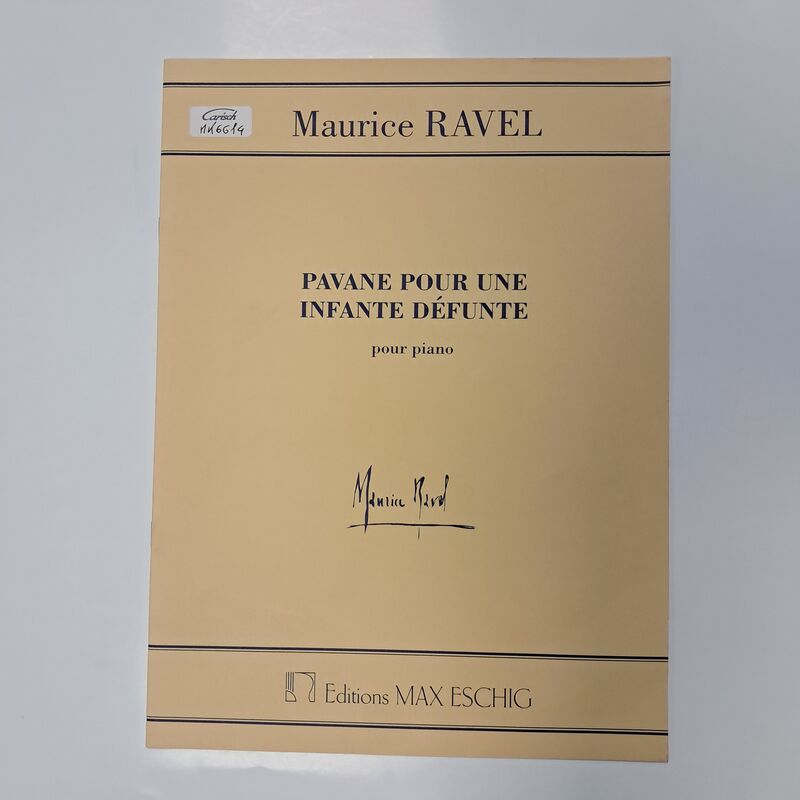 Carisch
MK6614
Maurice RAVEL
PAVANE POUR UNE
INFANTE DÉFUNTE
pour piano
Maurice Ravel
Editions MAX ESCHIG